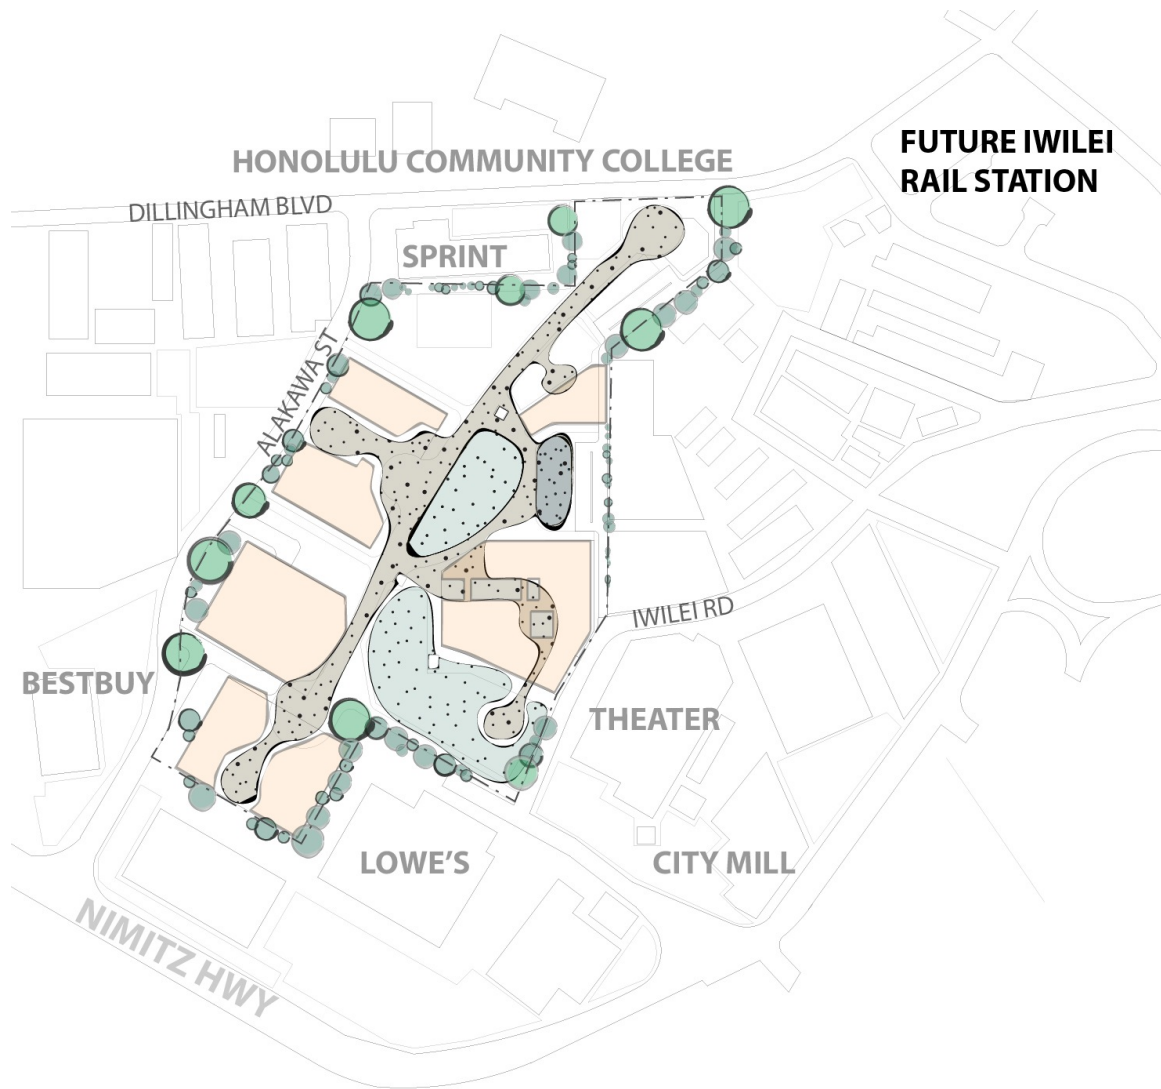 FUTURE IWILEI
RAIL STATION
HONOLULU COMMUNITY COLLEGE
DILLINGHAM BLVD
SPRINT
ALAKAWA ST
IWILEI RD
BESTBUY
THEATER
LOWE'S
CITY MILL
NIMITZ HWY